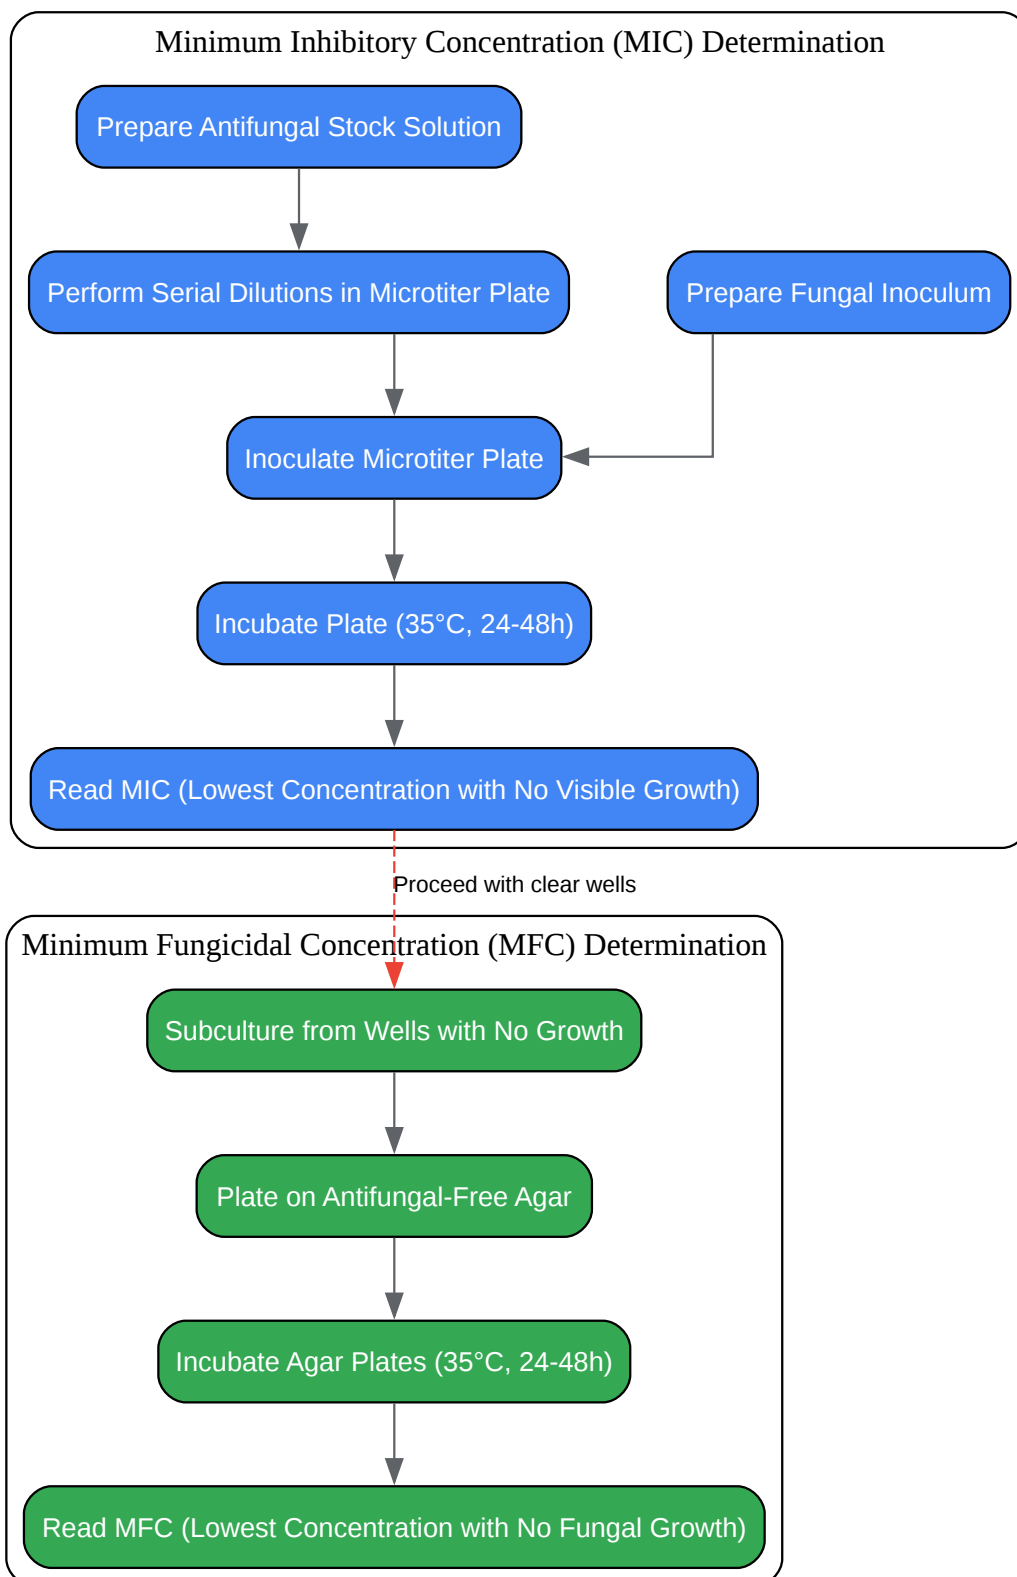 Minimum Inhibitory Concentration (MIC) Determination
Prepare Antifungal Stock Solution
Perform Serial Dilutions in Microtiter Plate
Prepare Fungal Inoculum
Inoculate Microtiter Plate
Incubate Plate (35°C, 24-48h)
Read MIC (Lowest Concentration with No Visible Growth)
Proceed with clear wells
Minimum Fungicidal Concentration (MFC) Determination
Subculture from Wells with No Growth
Plate on Antifungal-Free Agar
Incubate Agar Plates (35°C, 24-48h)
Read MFC (Lowest Concentration with No Fungal Growth)